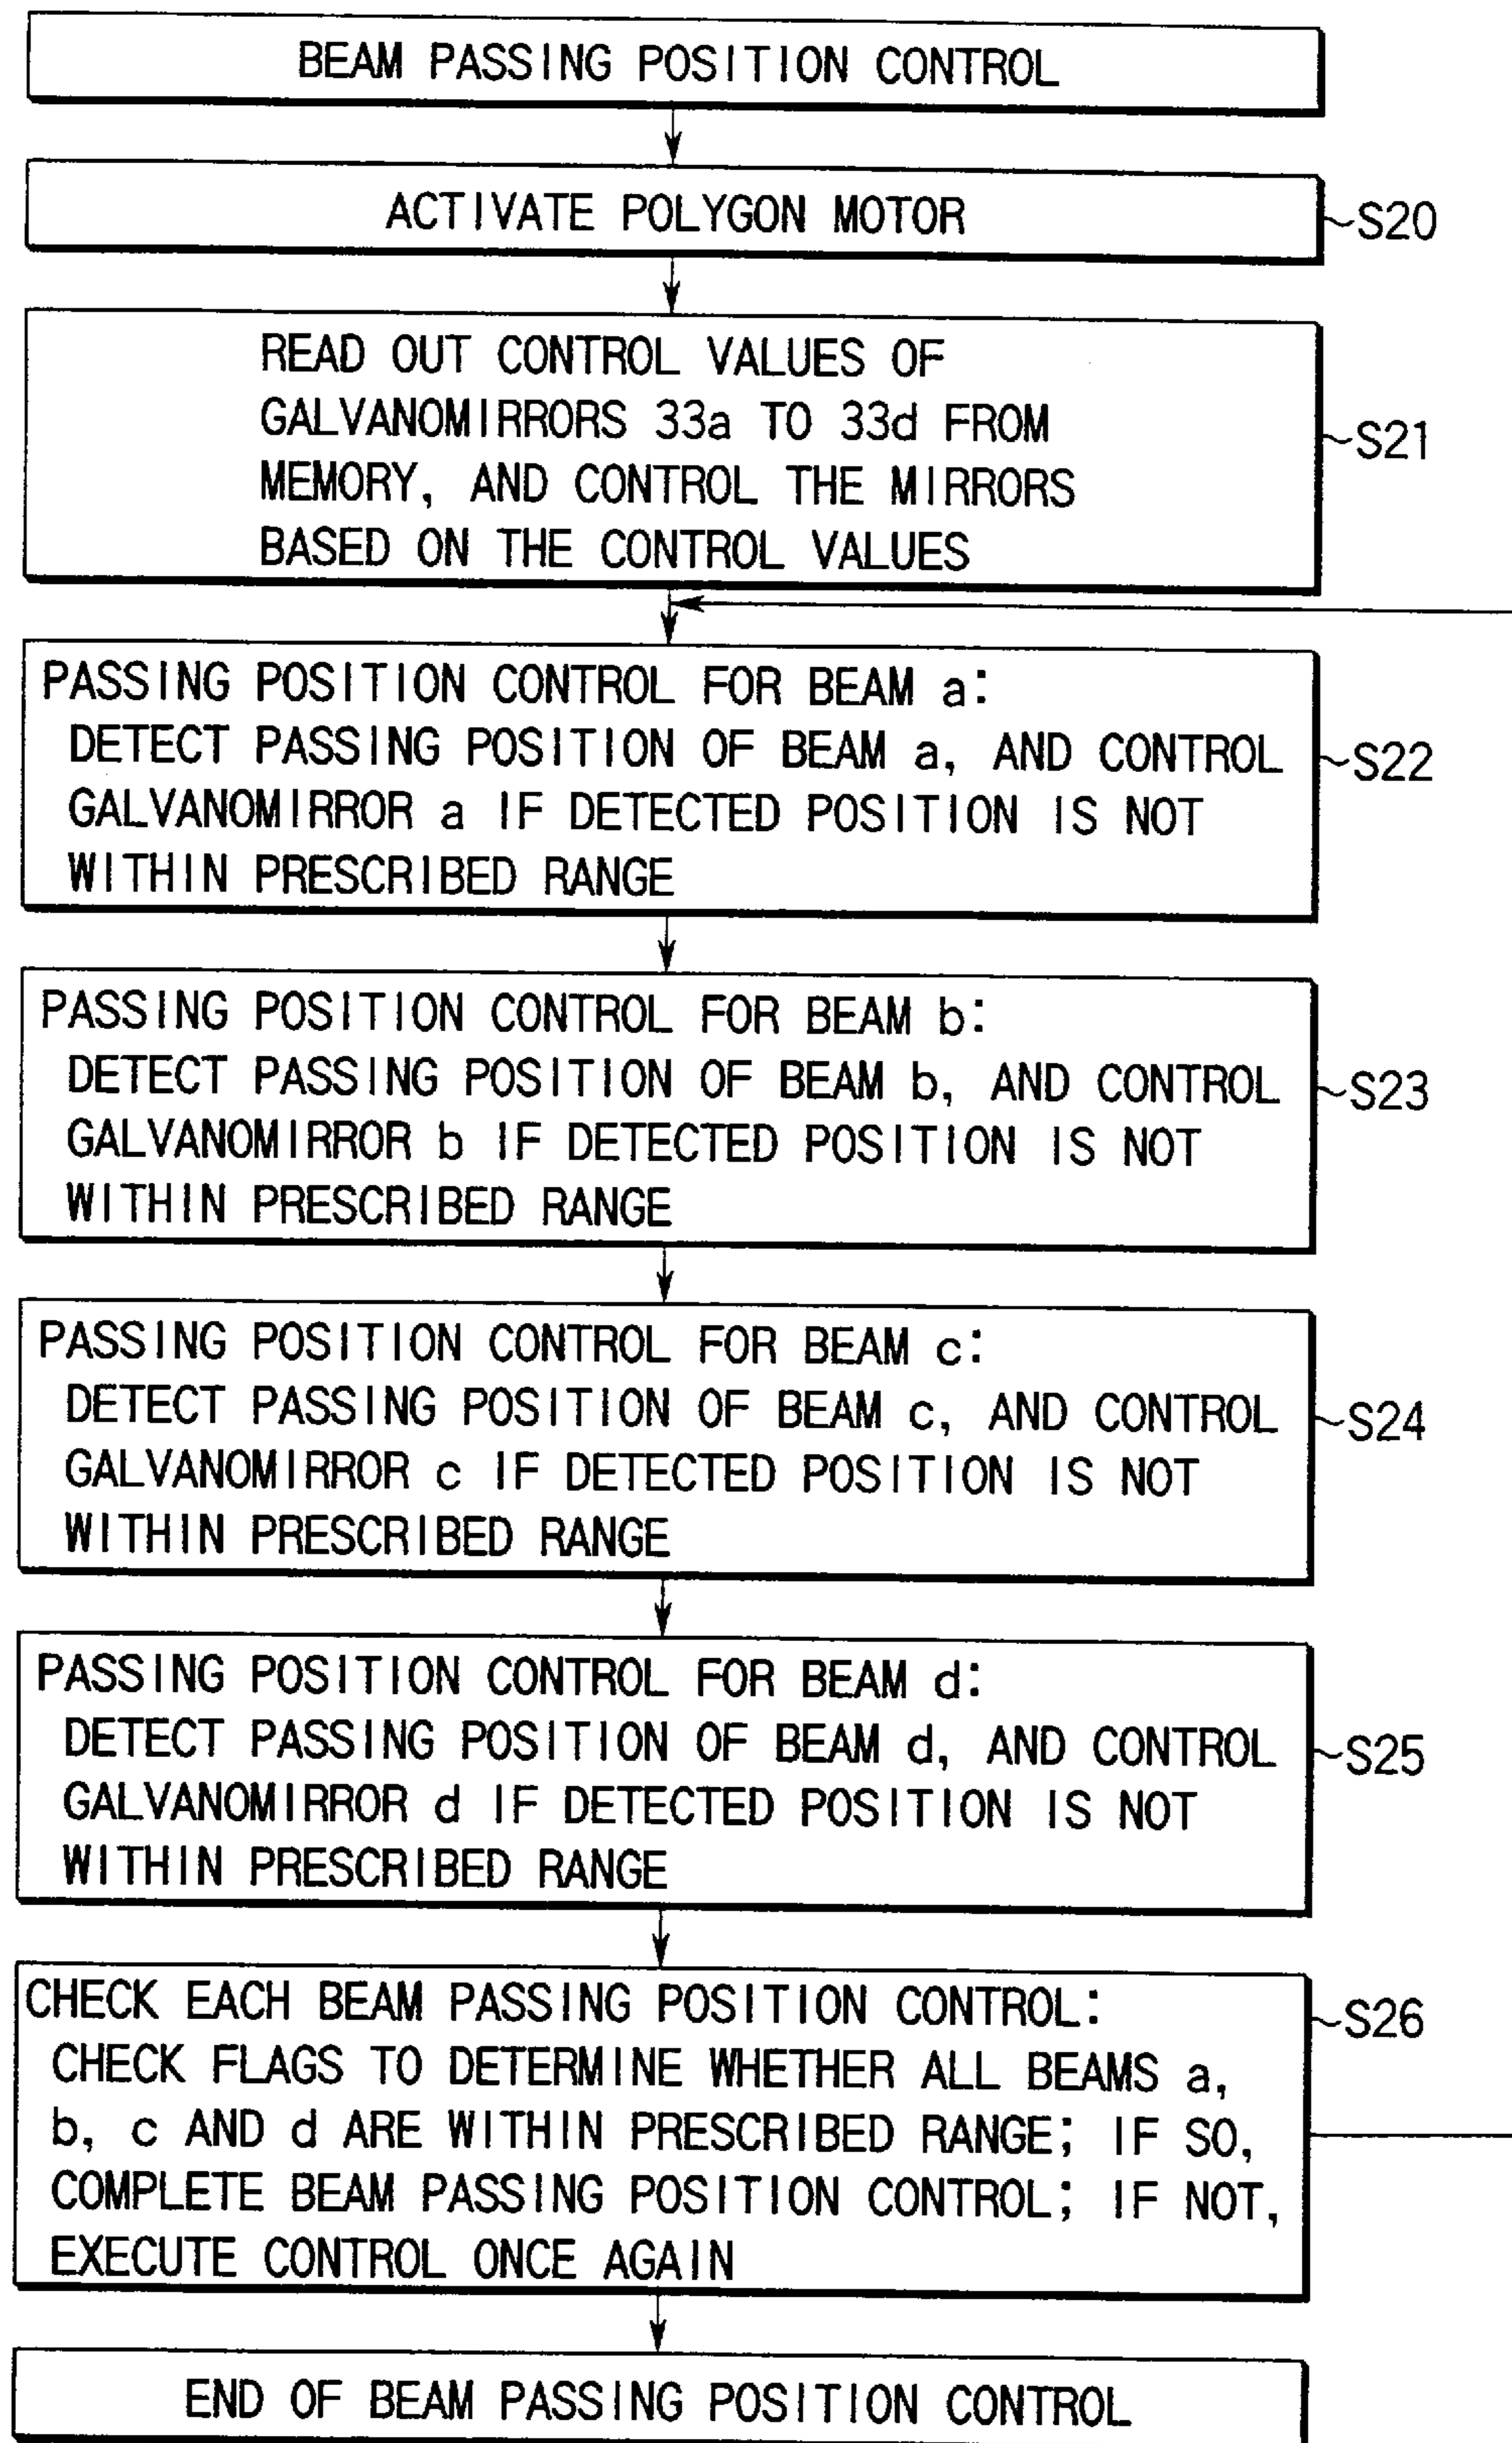 BEAM PASSING POSITION CONTROL
ACTIVATE POLYGON MOTOR
S20
READ OUT CONTROL VALUES OF
GALVANOMIRRORS 33a TO 33d FROM
MEMORY, AND CONTROL THE MIRRORS
BASED ON THE CONTROL VALUES
S21
PASSING POSITION CONTROL FOR BEAM a:
DETECT PASSING POSITION OF BEAM a, AND CONTROL
GALVANOMIRROR a IF DETECTED POSITION IS NOT
WITHIN PRESCRIBED RANGE
S22
PASSING POSITION CONTROL FOR BEAM b:
DETECT PASSING POSITION OF BEAM b, AND CONTROL
GALVANOMIRROR b IF DETECTED POSITION IS NOT
WITHIN PRESCRIBED RANGE
S23
PASSING POSITION CONTROL FOR BEAM c:
DETECT PASSING POSITION OF BEAM c, AND CONTROL
GALVANOMIRROR c IF DETECTED POSITION IS NOT
WITHIN PRESCRIBED RANGE
S24
PASSING POSITION CONTROL FOR BEAM d:
DETECT PASSING POSITION OF BEAM d, AND CONTROL
GALVANOMIRROR d IF DETECTED POSITION IS NOT
WITHIN PRESCRIBED RANGE
S25
CHECK EACH BEAM PASSING POSITION CONTROL:
CHECK FLAGS TO DETERMINE WHETHER ALL BEAMS a,
b, c AND d ARE WITHIN PRESCRIBED RANGE; IF SO,
COMPLETE BEAM PASSING POSITION CONTROL; IF NOT,
EXECUTE CONTROL ONCE AGAIN
S26
END OF BEAM PASSING POSITION CONTROL